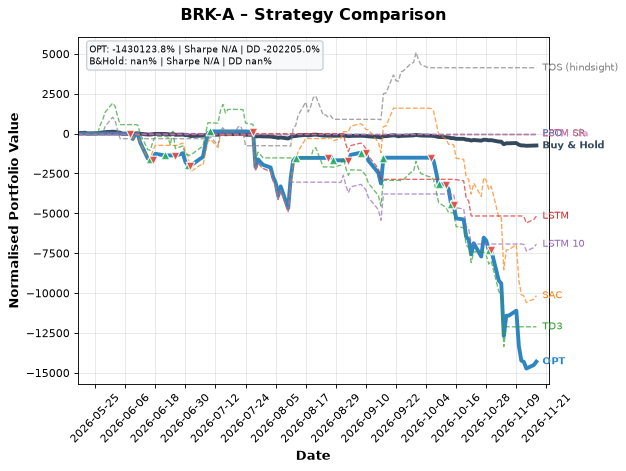 BRK-A – Strategy Comparison
OPT: -1430123.8% | Sharpe N/A | DD -202205.0%
B&Hold: nan% | Sharpe N/A | DD nan%
Normalised Portfolio Value
5000
2500
0
−2500
−5000
−7500
−10000
−12500
−15000
TOS (hindsight)
Buy & Hold
LSTM
LSTM 10
SAC
TD3
OPT
2026-05-25
2026-06-06
2026-06-18
2026-06-30
2026-07-12
2026-07-24
2026-08-05
2026-08-17
2026-08-29
2026-09-10
2026-09-22
2026-10-04
2026-10-16
2026-10-28
2026-11-09
2026-11-21
Date